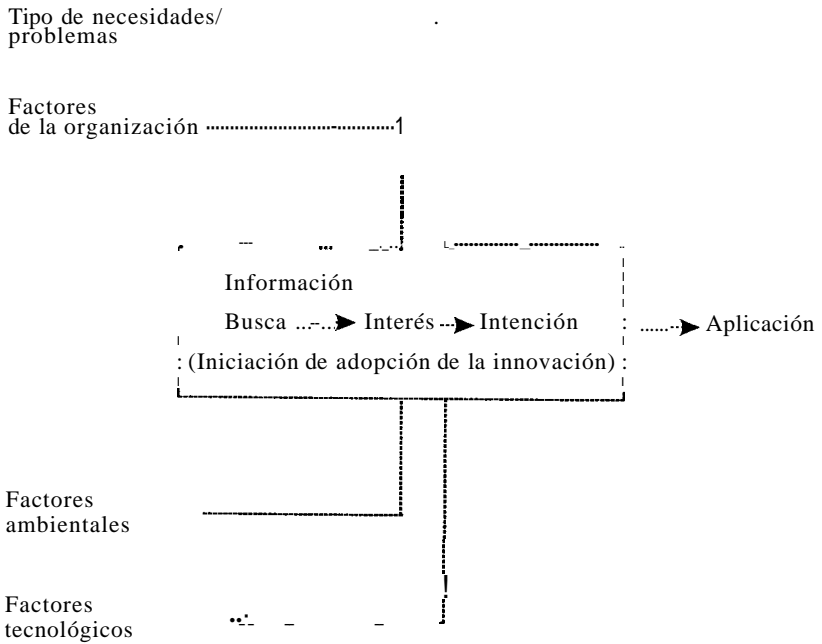 Tipo de necesidades/
problemas
Factores
de la organización
Información
Busca Interés Intención Aplicación
(Iniciación de adopción de la innovación)
Factores
ambientales
Factores
tecnológicos